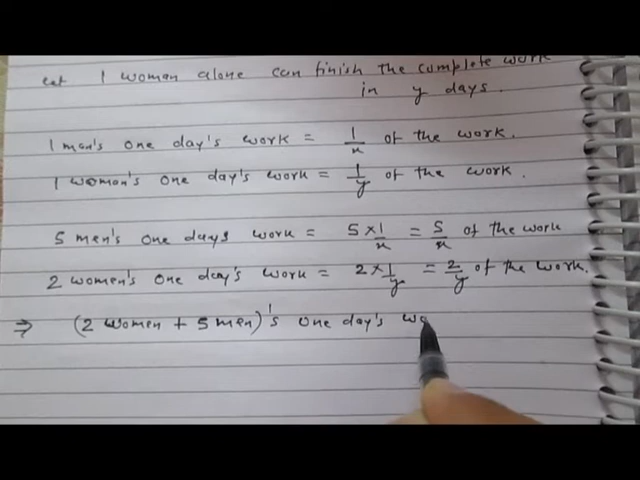 Let 1 woman alone can finish the complete work
in y days.
1 man's one day's work = 1/x of the work.
1 woman's one day's work = 1/y of the work.
5 men's one days work = 5×1/x = 5/x of the work
2 women's one day's work = 2×1/y = 2/y of the work.
⇒ (2 women + 5 men)'s one day's wo